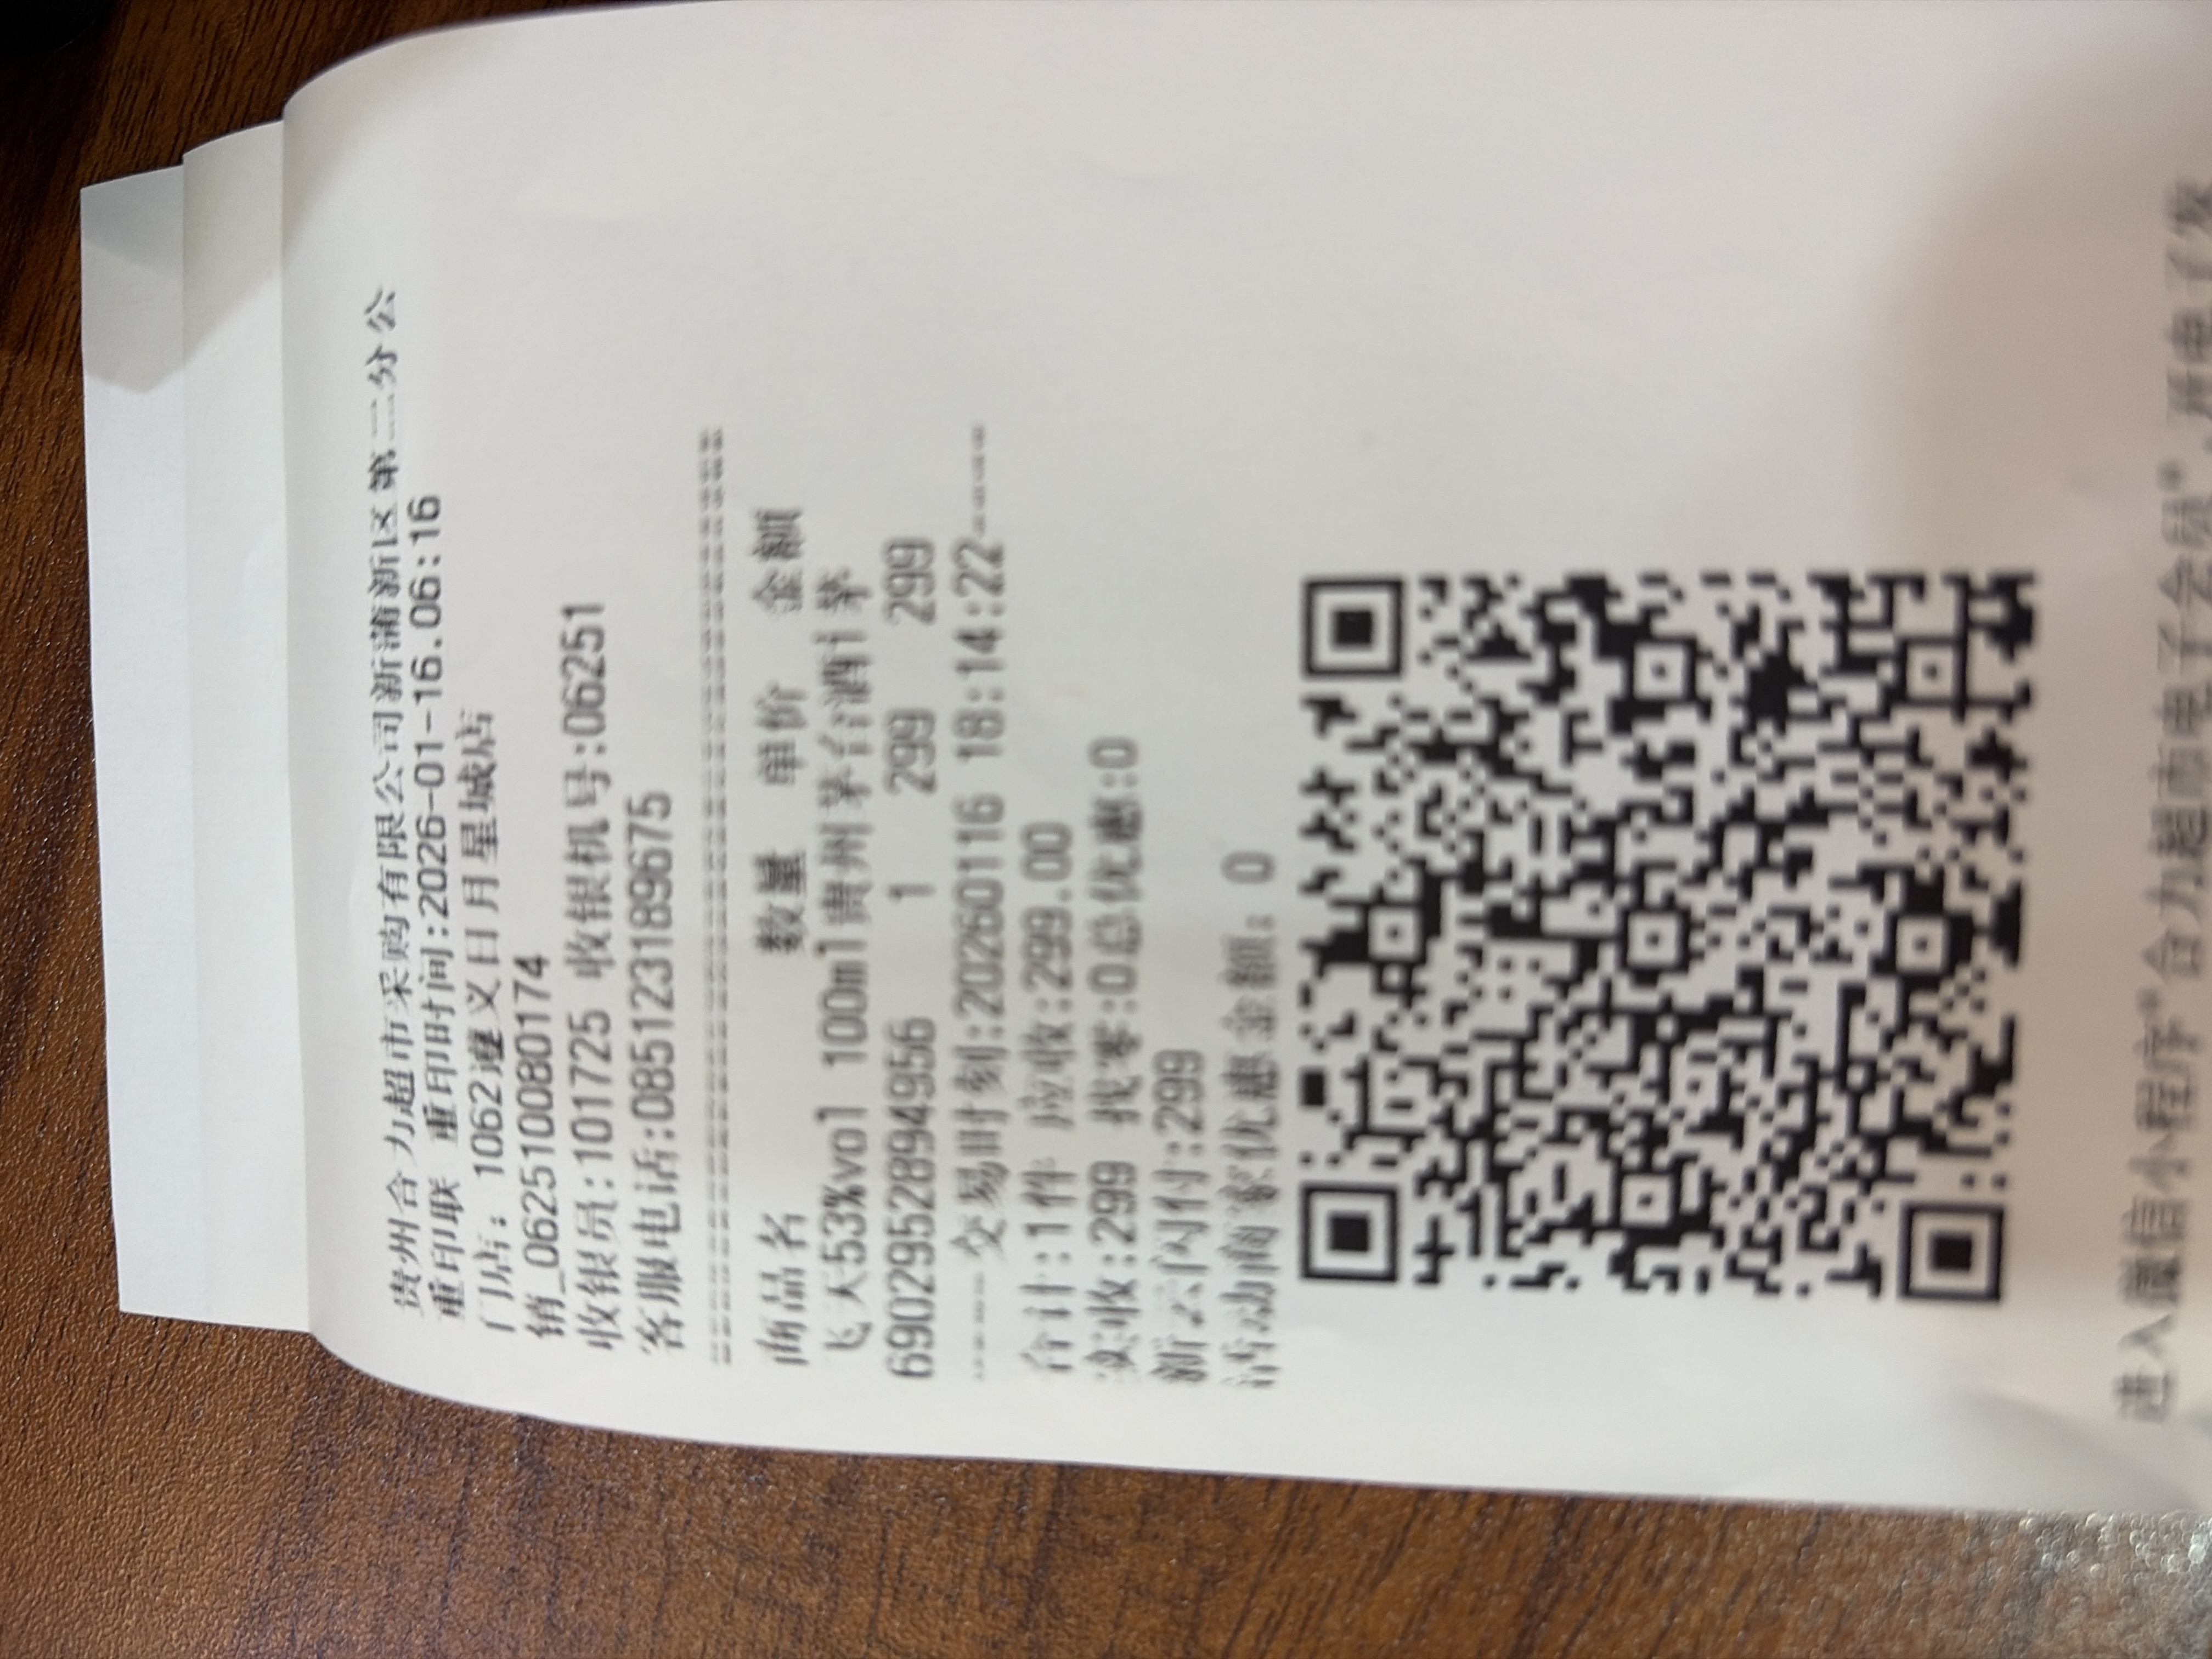 贵州合力超市采购有限公司新蒲新区第二分公
重印联 重印时间:2026-01-16.06:16
门店: 1062遵义日月星城店
销_062510080174
收银员:101725 收银机号:06251
客服电话:085123189675
商品名 数量 单价 金额
飞天53%vol 100ml贵州茅台酒i茅
6902952894956 1 299 299
-----交易时刻:20260116 18:14:22-----
合计:1件 应收:299.00
实收:299 找零:0总优惠:0
新云闪付:299
活动商家优惠金额: 0
进入微信小程序"合力超市电子会员",开电子发